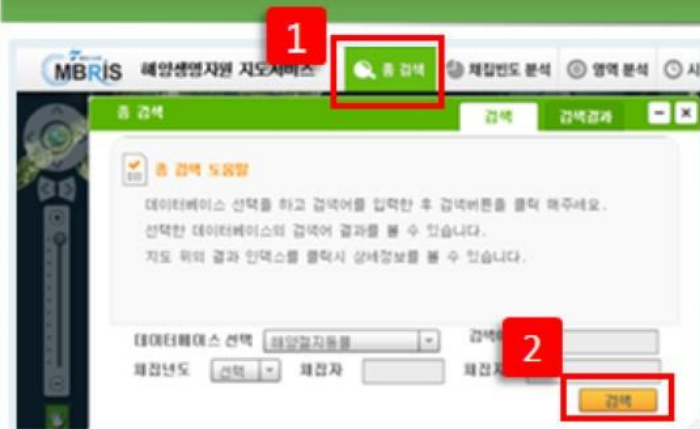 1
MBRIS 해양생명자원 지도서비스 종 검색 채집빈도 분석 영역 분석 시
종 검색 검색 검색결과
종 검색 도움말
데이터베이스 선택을 하고 검색어를 입력한 후 검색버튼을 클릭 해주세요.
선택한 데이터베이스의 검색어 결과를 볼 수 있습니다.
지도 위의 결과 인덱스를 클릭시 상세정보를 볼 수 있습니다.
데이터베이스 선택 해양절지동물 검색
2
채집년도 선택 채집자 채집지
검색